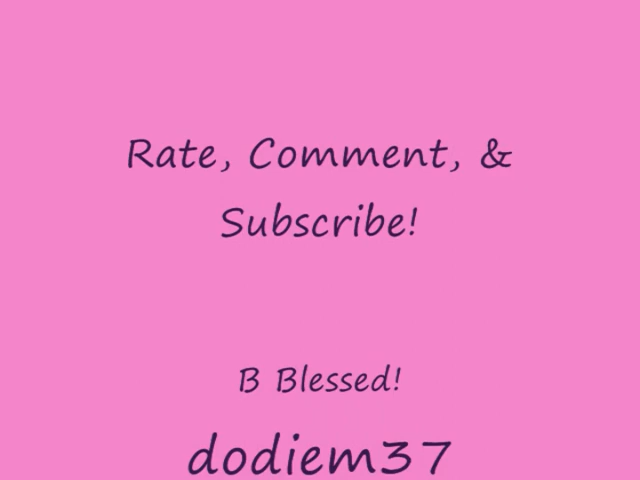 Rate, Comment, &
Subscribe!
B Blessed!
dodiem37